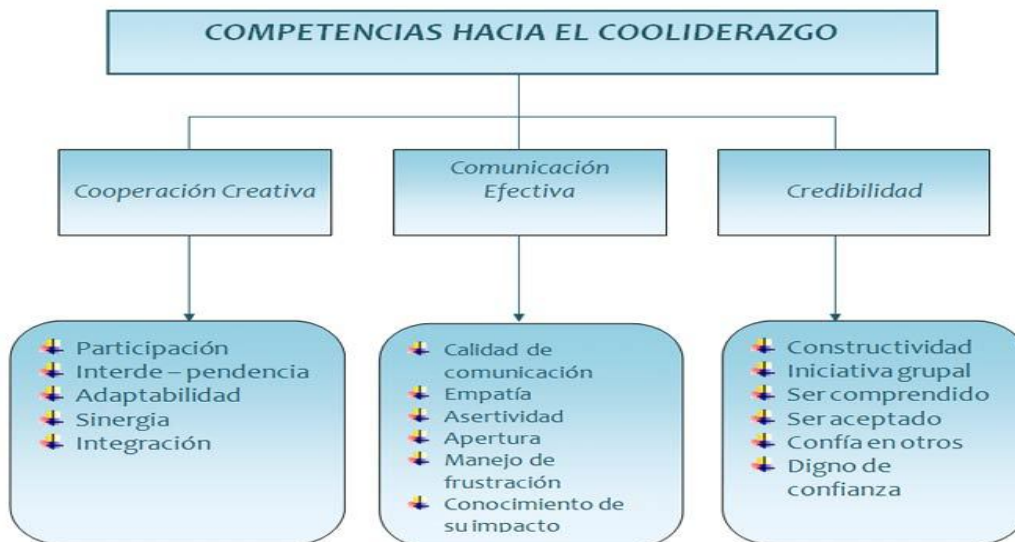 COMPETENCIAS HACIA EL COOLIDERAZGO
Cooperación Creativa
Comunicación
Efectiva
Credibilidad
Participación
Interde – pendencia
Adaptabilidad
Sinergia
Integración
Calidad de
comunicación
Empatía
Asertividad
Apertura
Manejo de
frustración
Conocimiento de
su impacto
Constructividad
Iniciativa grupal
Ser comprendido
Ser aceptado
Confía en otros
Digno de
confianza